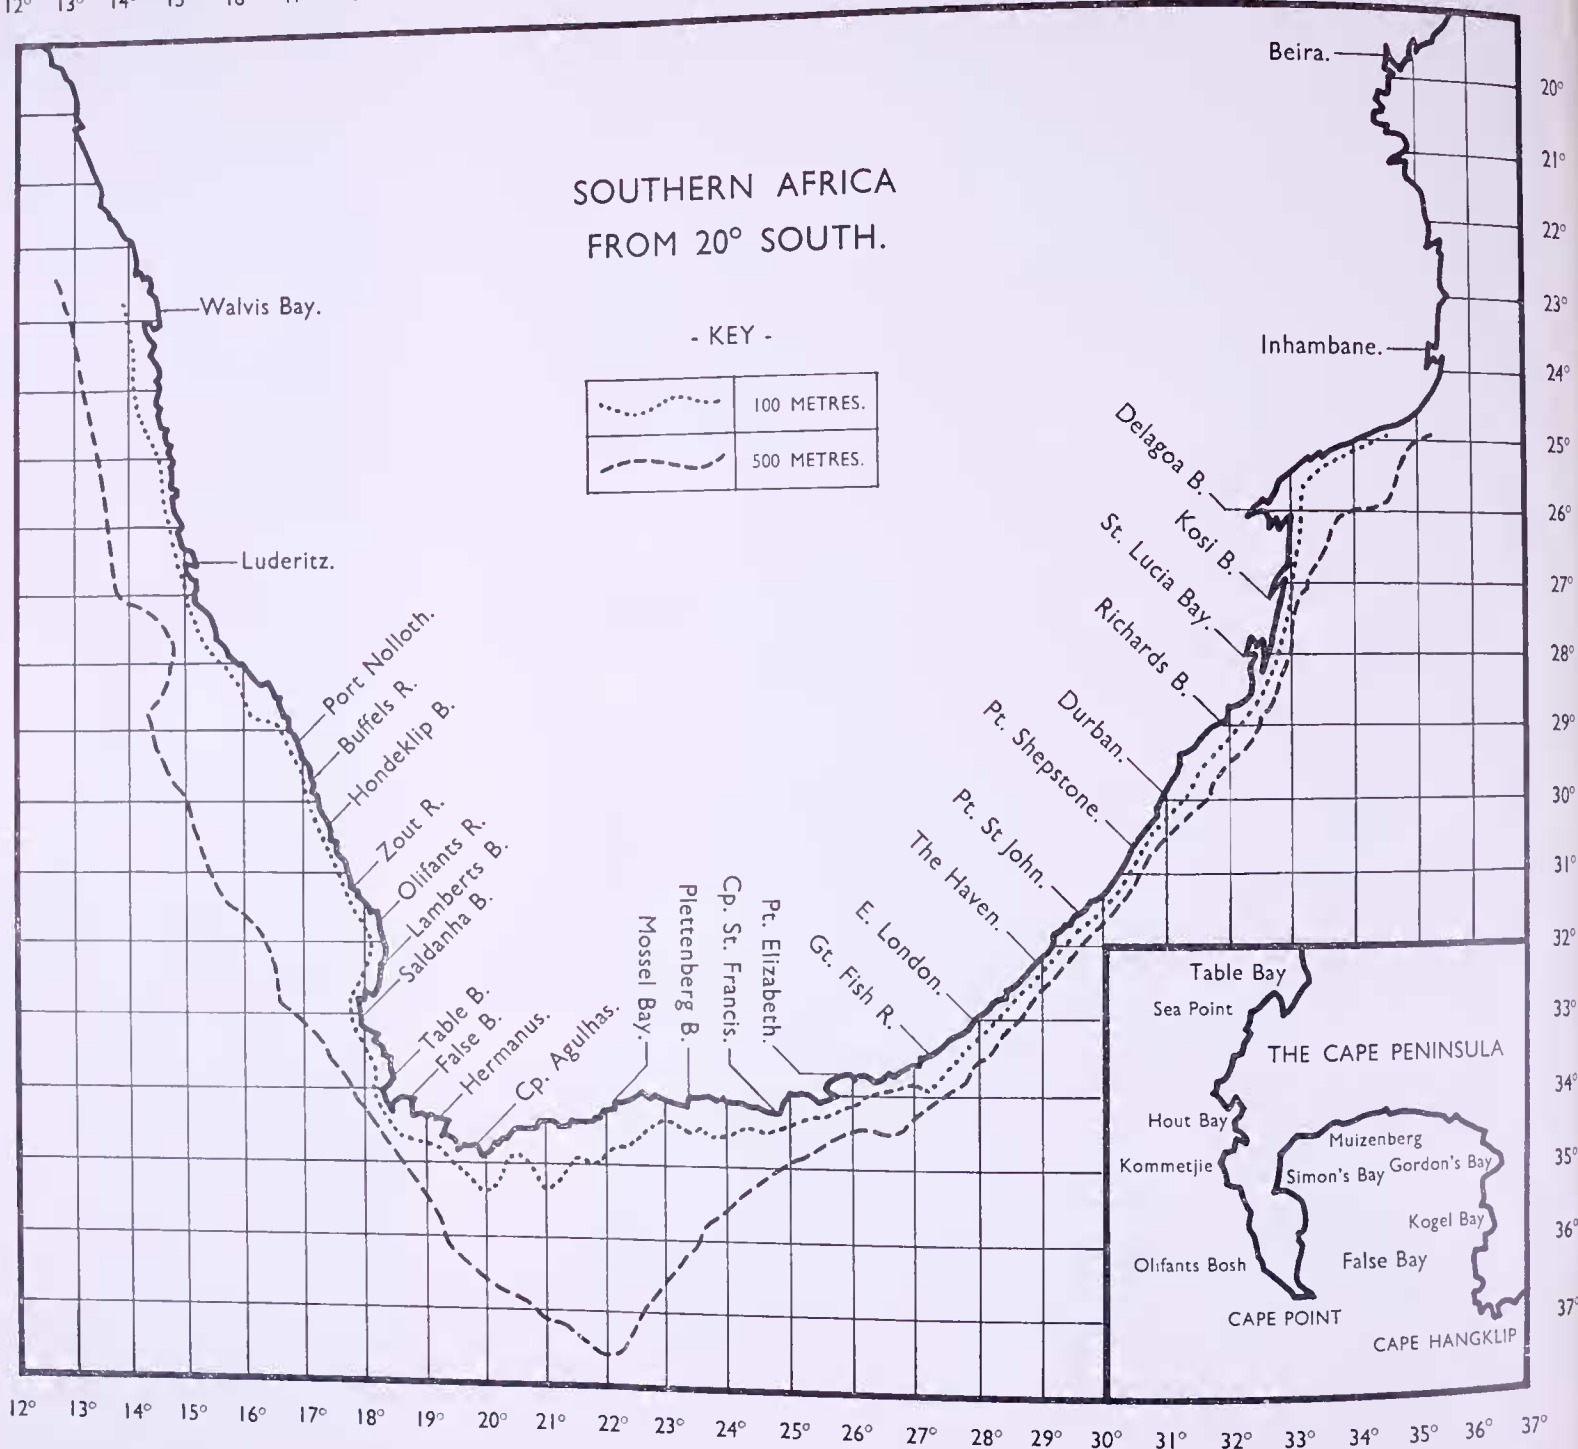 12° 13° 14°
SOUTHERN AFRICA
FROM 20° SOUTH.
- KEY -
100 METRES.
500 METRES.
Walvis Bay.
Luderitz.
Port Nolloth.
Buffels R.
Hondeklip B.
Zout R.
Olifants R.
Lamberts B.
Saldanha B.
Table B.
False B.
Hermanus.
Cp. Agulhas.
Mossel Bay.
Plettenberg B.
Cp. St. Francis.
Pt. Elizabeth.
Gt. Fish R.
E. London.
The Haven.
Pt. St John.
Pt. Shepstone.
Durban.
Richards B.
St. Lucia Bay.
Kosi B.
Delagoa B.
Inhambane.
Beira.
20°
21°
22°
23°
24°
25°
26°
27°
28°
29°
30°
31°
32°
33°
34°
35°
36°
37°
Table Bay
Sea Point
THE CAPE PENINSULA
Hout Bay
Muizenberg
Kommetjie
Simon's Bay
Gordon's Bay
Kogel Bay
Olifants Bosh
False Bay
CAPE POINT
CAPE HANGKLIP
12° 13° 14° 15° 16° 17° 18° 19° 20° 21° 22° 23° 24° 25° 26° 27° 28° 29° 30° 31° 32° 33° 34° 35° 36° 37°